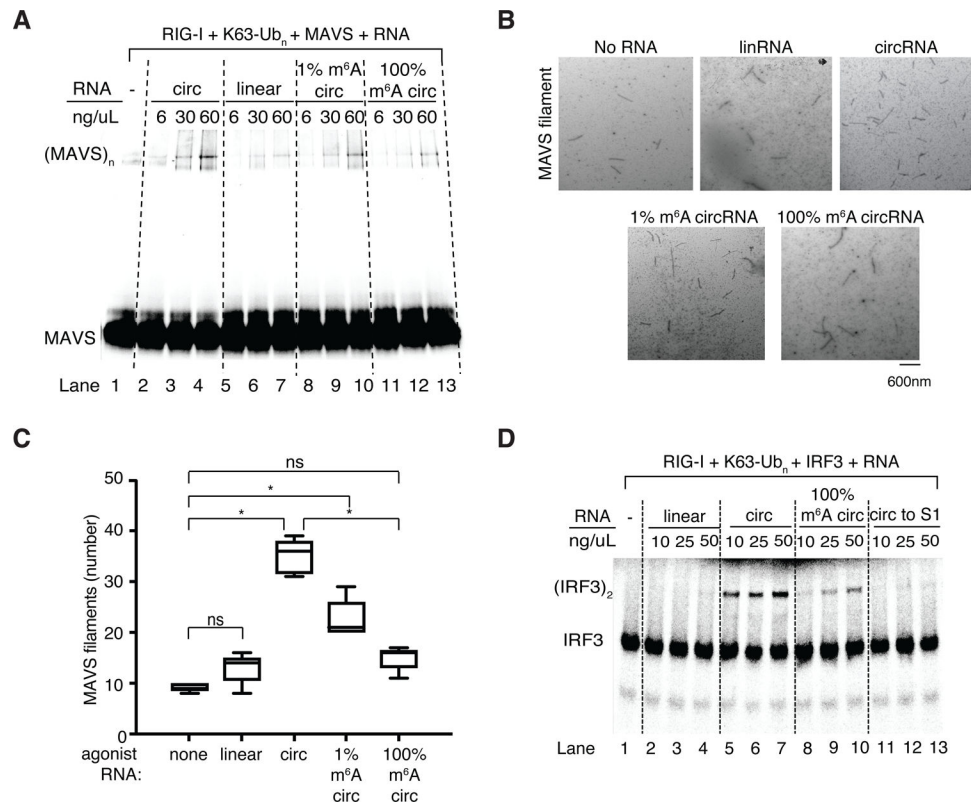 A
RIG-I + K63-Ubn + MAVS + RNA
RNA - circ linear 1% m⁶A circ 100% m⁶A circ
ng/uL 6 30 60 6 30 60 6 30 60 6 30 60
(MAVS)n
MAVS
Lane 1 2 3 4 5 6 7 8 9 10 11 12 13
B
No RNA linRNA circRNA
MAVS filament
1% m⁶A circRNA 100% m⁶A circRNA
600nm
C
MAVS filaments (number)
50
40
30
20
10
0
ns
*
* *
ns
agonist RNA: none linear circ 1% m⁶A circ 100% m⁶A circ
D
RIG-I + K63-Ubn + IRF3 + RNA
RNA - linear circ 100% m⁶A circ circ to S1
ng/uL 10 25 50 10 25 50 10 25 50 10 25 50
(IRF3)₂
IRF3
Lane 1 2 3 4 5 6 7 8 9 10 11 12 13